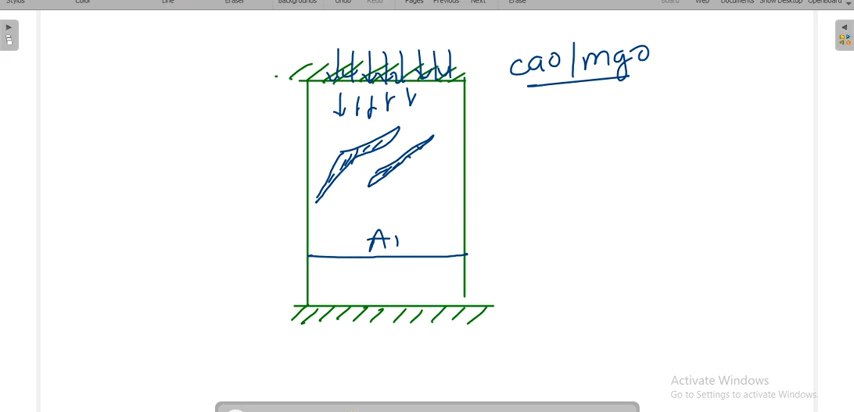 Stylus Color Line Eraser Backgrounds Undo Redo Pages Previous Next Erase Board Web Documents Show Desktop OpenBoard
cao/mgo
A1
Activate Windows
Go to Settings to activate Windows.